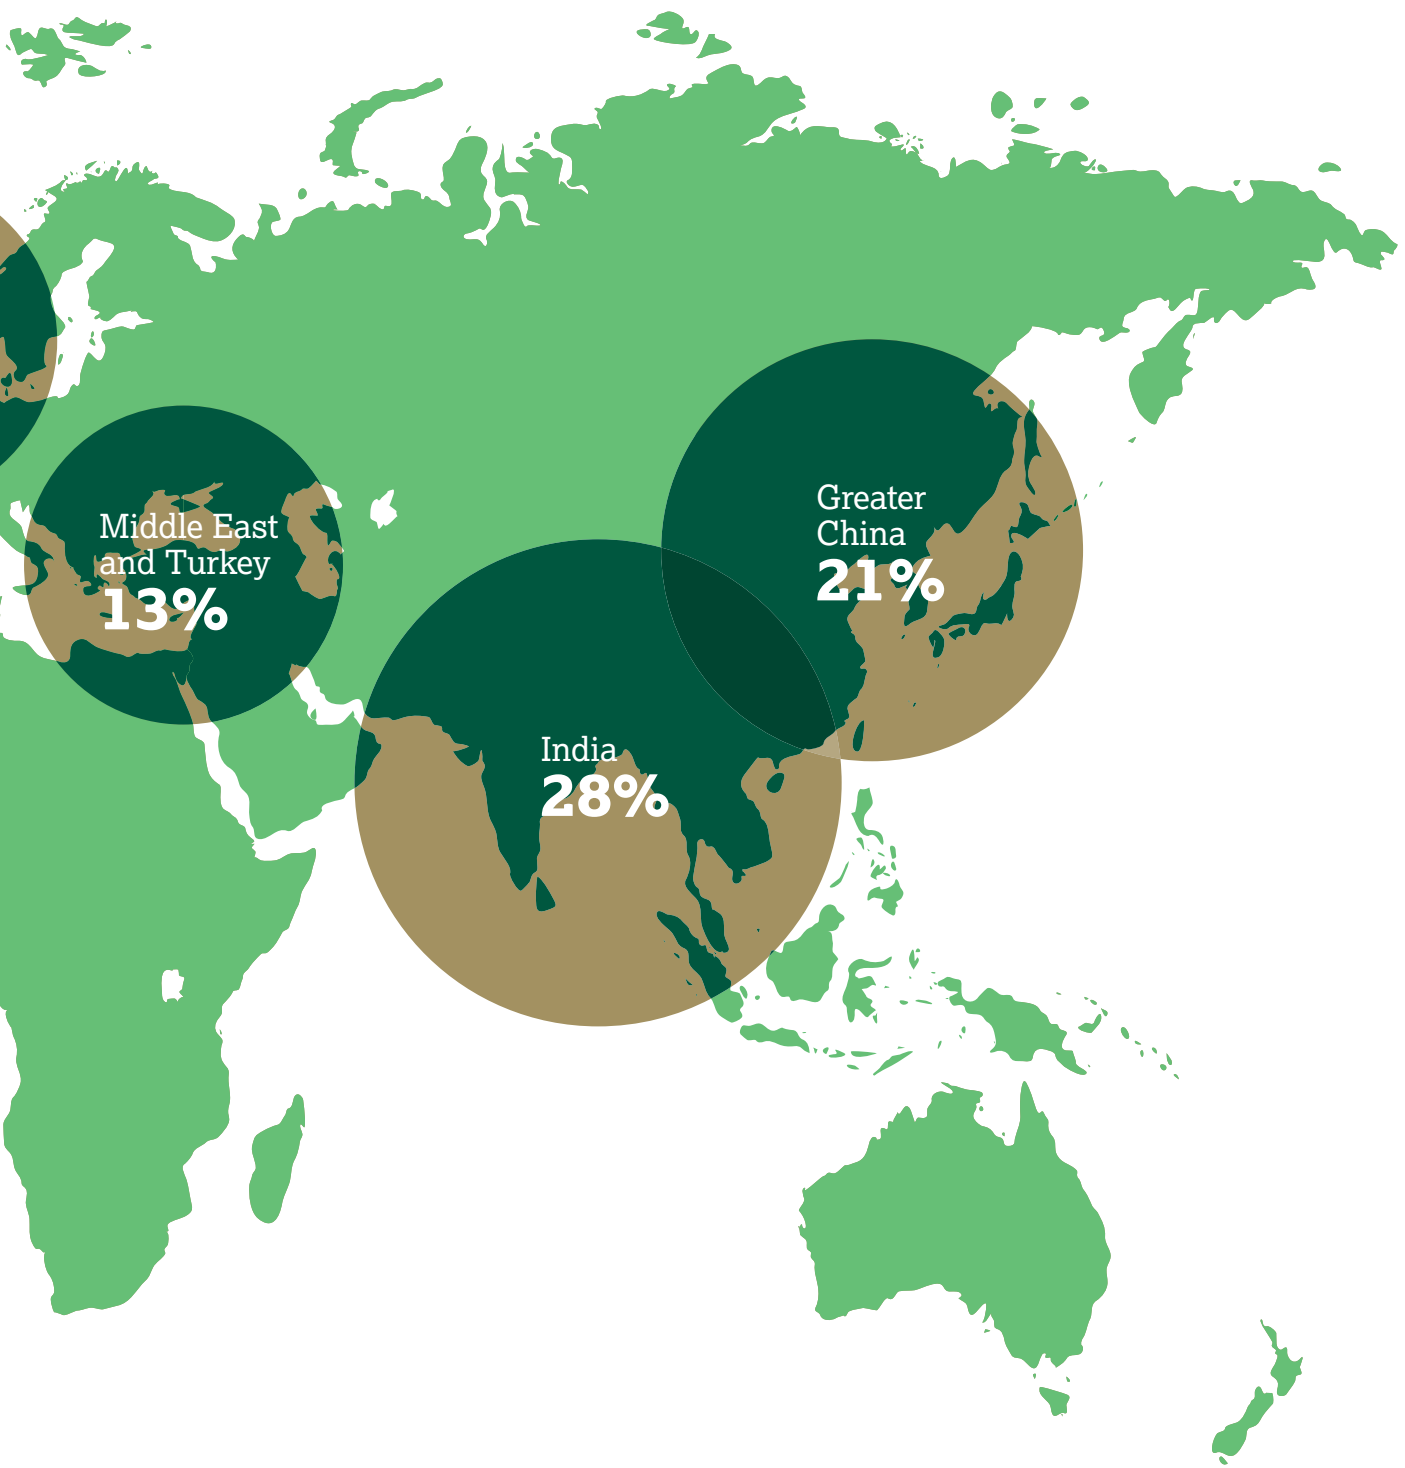 Middle East
and Turkey
13%
India
28%
Greater
China
21%